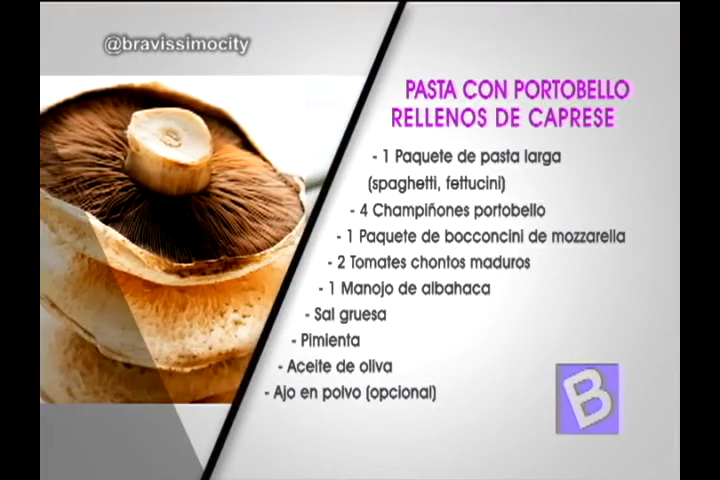 @bravissimocity
PASTA CON PORTOBELLO
RELLENOS DE CAPRESE
- 1 Paquete de pasta larga
(spaghetti, fettucini)
- 4 Champiñones portobello
- 1 Paquete de bocconcini de mozzarella
- 2 Tomates chontos maduros
- 1 Manojo de albahaca
- Sal gruesa
- Pimienta
- Aceite de oliva
- Ajo en polvo (opcional)
B